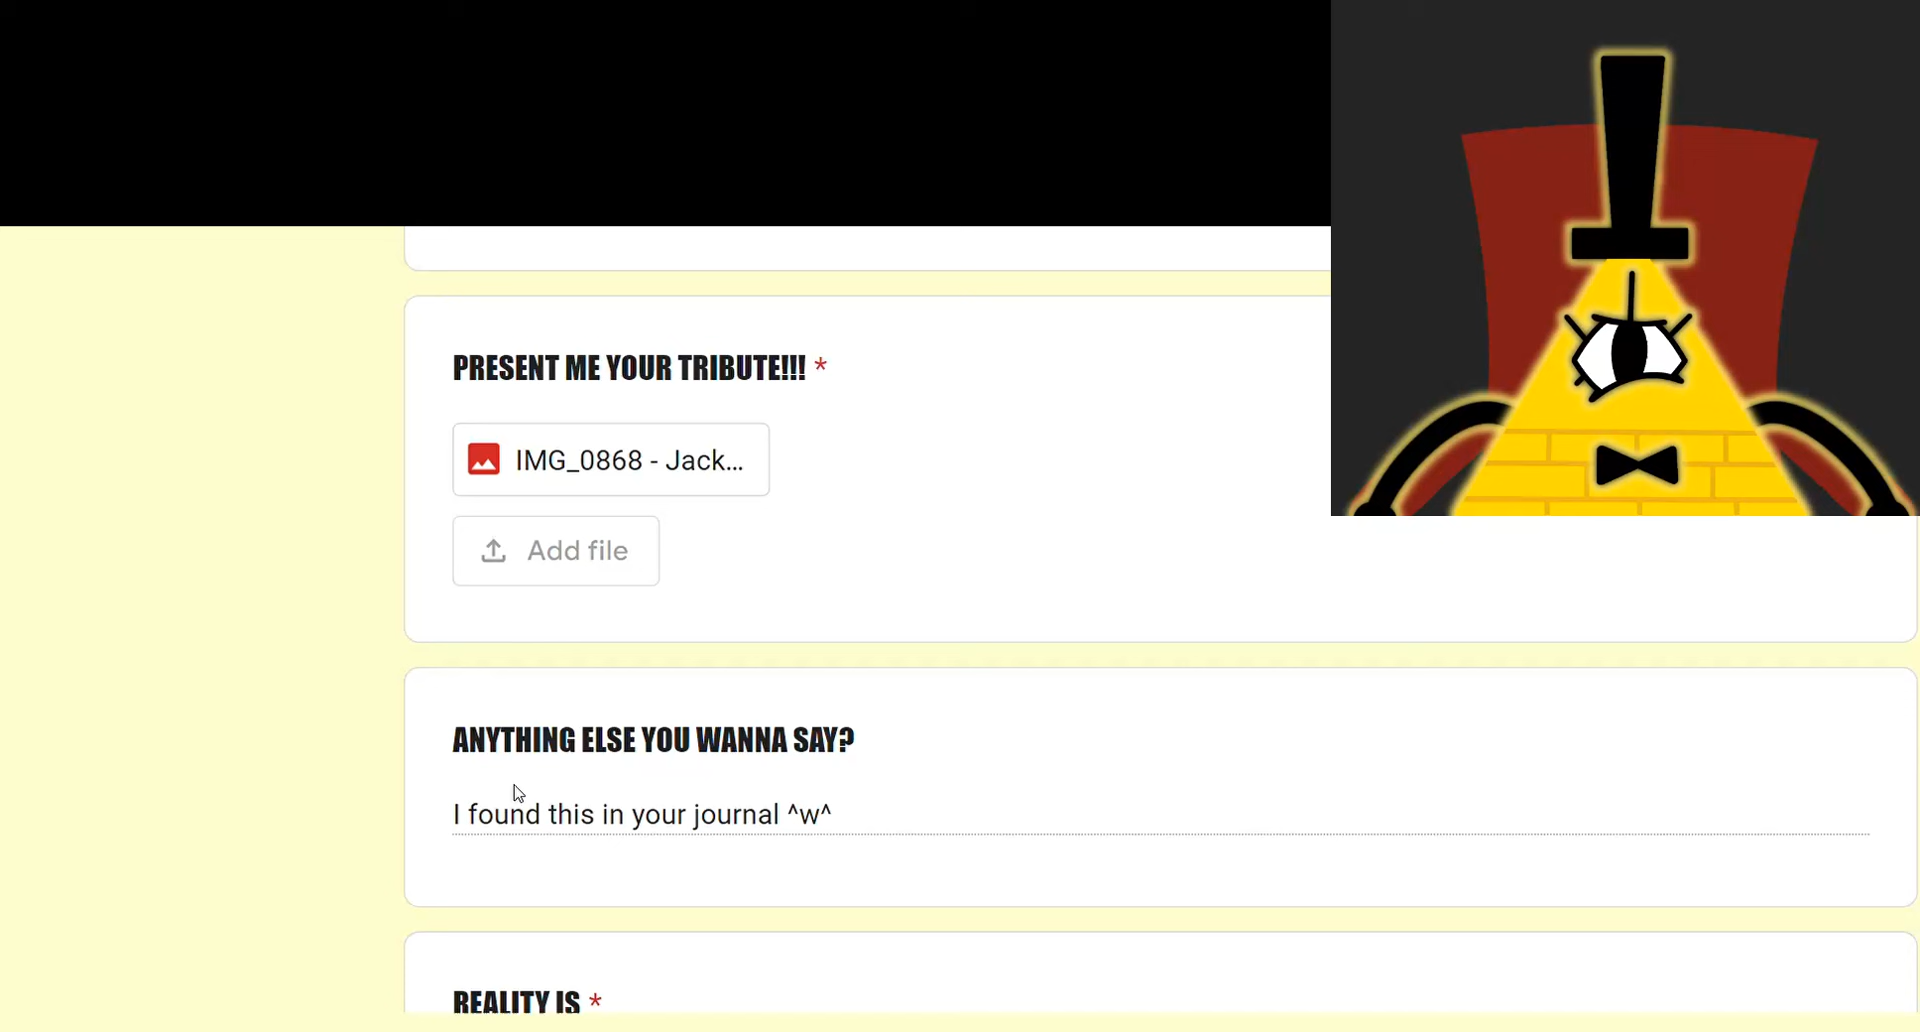 PRESENT ME YOUR TRIBUTE!!! *
IMG_0868 - Jack...
Add file
ANYTHING ELSE YOU WANNA SAY?
I found this in your journal ^w^
REALITY IS *